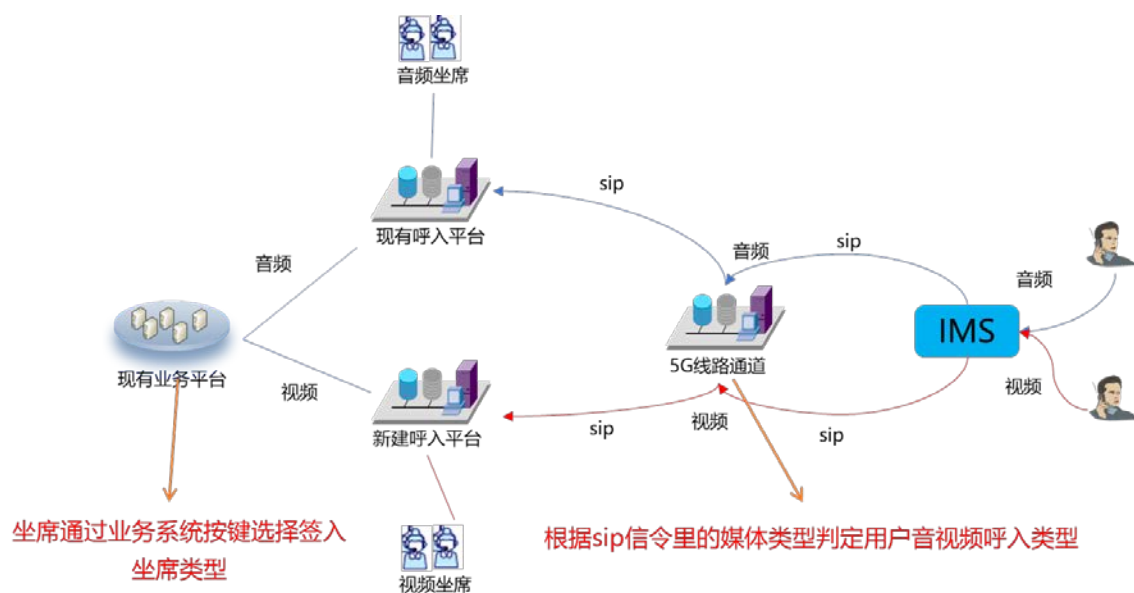 音频坐席
sip
现有呼入平台
音频
音频
sip
音频
IMS
现有业务平台
5G线路通道
视频
视频
视频
sip
sip
新建呼入平台
坐席通过业务系统按键选择签入
坐席类型
根据sip信令里的媒体类型判定用户音视频呼入类型
视频坐席